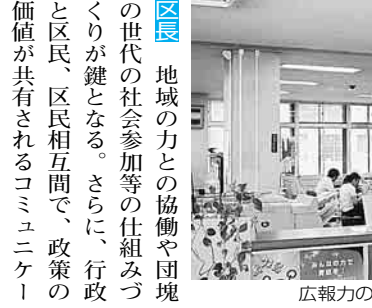 区長　地域の力との協働や団塊
の世代の社会参加等の仕組みづ
くりが鍵となる。さらに、行政
と区民、区民相互間で、政策の
価値が共有されるコミュニケー
広報力の